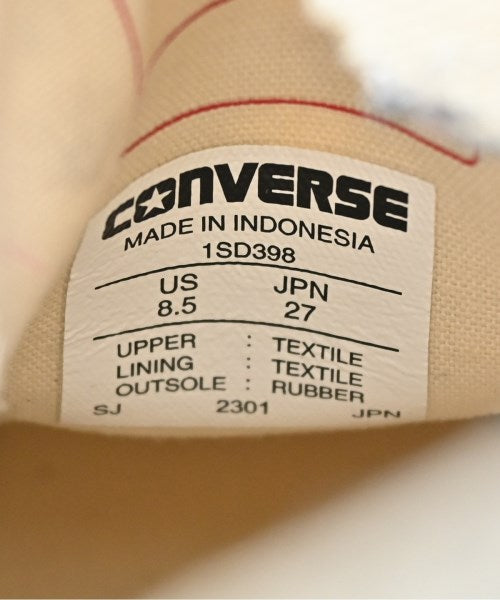 CONVERSE
MADE IN INDONESIA
1SD398
US JPN
8.5 27
UPPER : TEXTILE
LINING : TEXTILE
OUTSOLE : RUBBER
SJ 2301 JPN